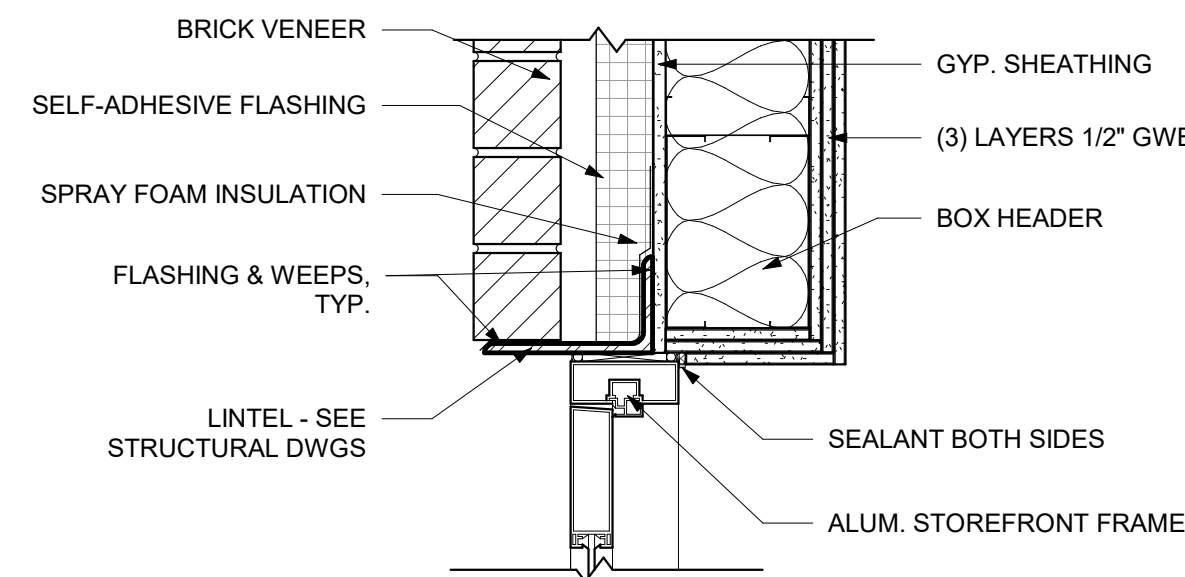 BRICK VENEER
SELF-ADHESIVE FLASHING
SPRAY FOAM INSULATION
FLASHING & WEEPS,
TYP.
LINTEL - SEE
STRUCTURAL DWGS
GYP. SHEATHING
(3) LAYERS 1/2" GWB
BOX HEADER
SEALANT BOTH SIDES
ALUM. STOREFRONT FRAME